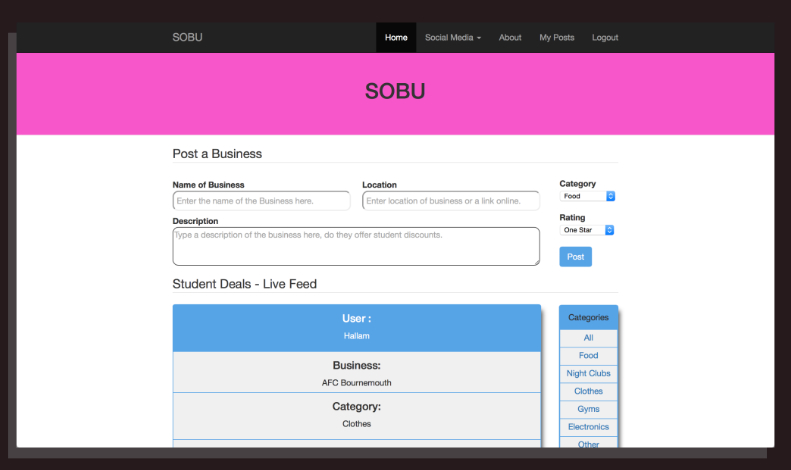 SOBU Home Social Media About My Posts Logout
SOBU
Post a Business
Name of Business Location Category
Enter the name of the Business here. Enter location of business or a link online. Food
Description Rating
Type a description of the business here, do they offer student discounts. One Star
Post
Student Deals - Live Feed
User :
Hallam
Business:
AFC Bournemouth
Category:
Clothes
Categories
All
Food
Night Clubs
Clothes
Gyms
Electronics
Other